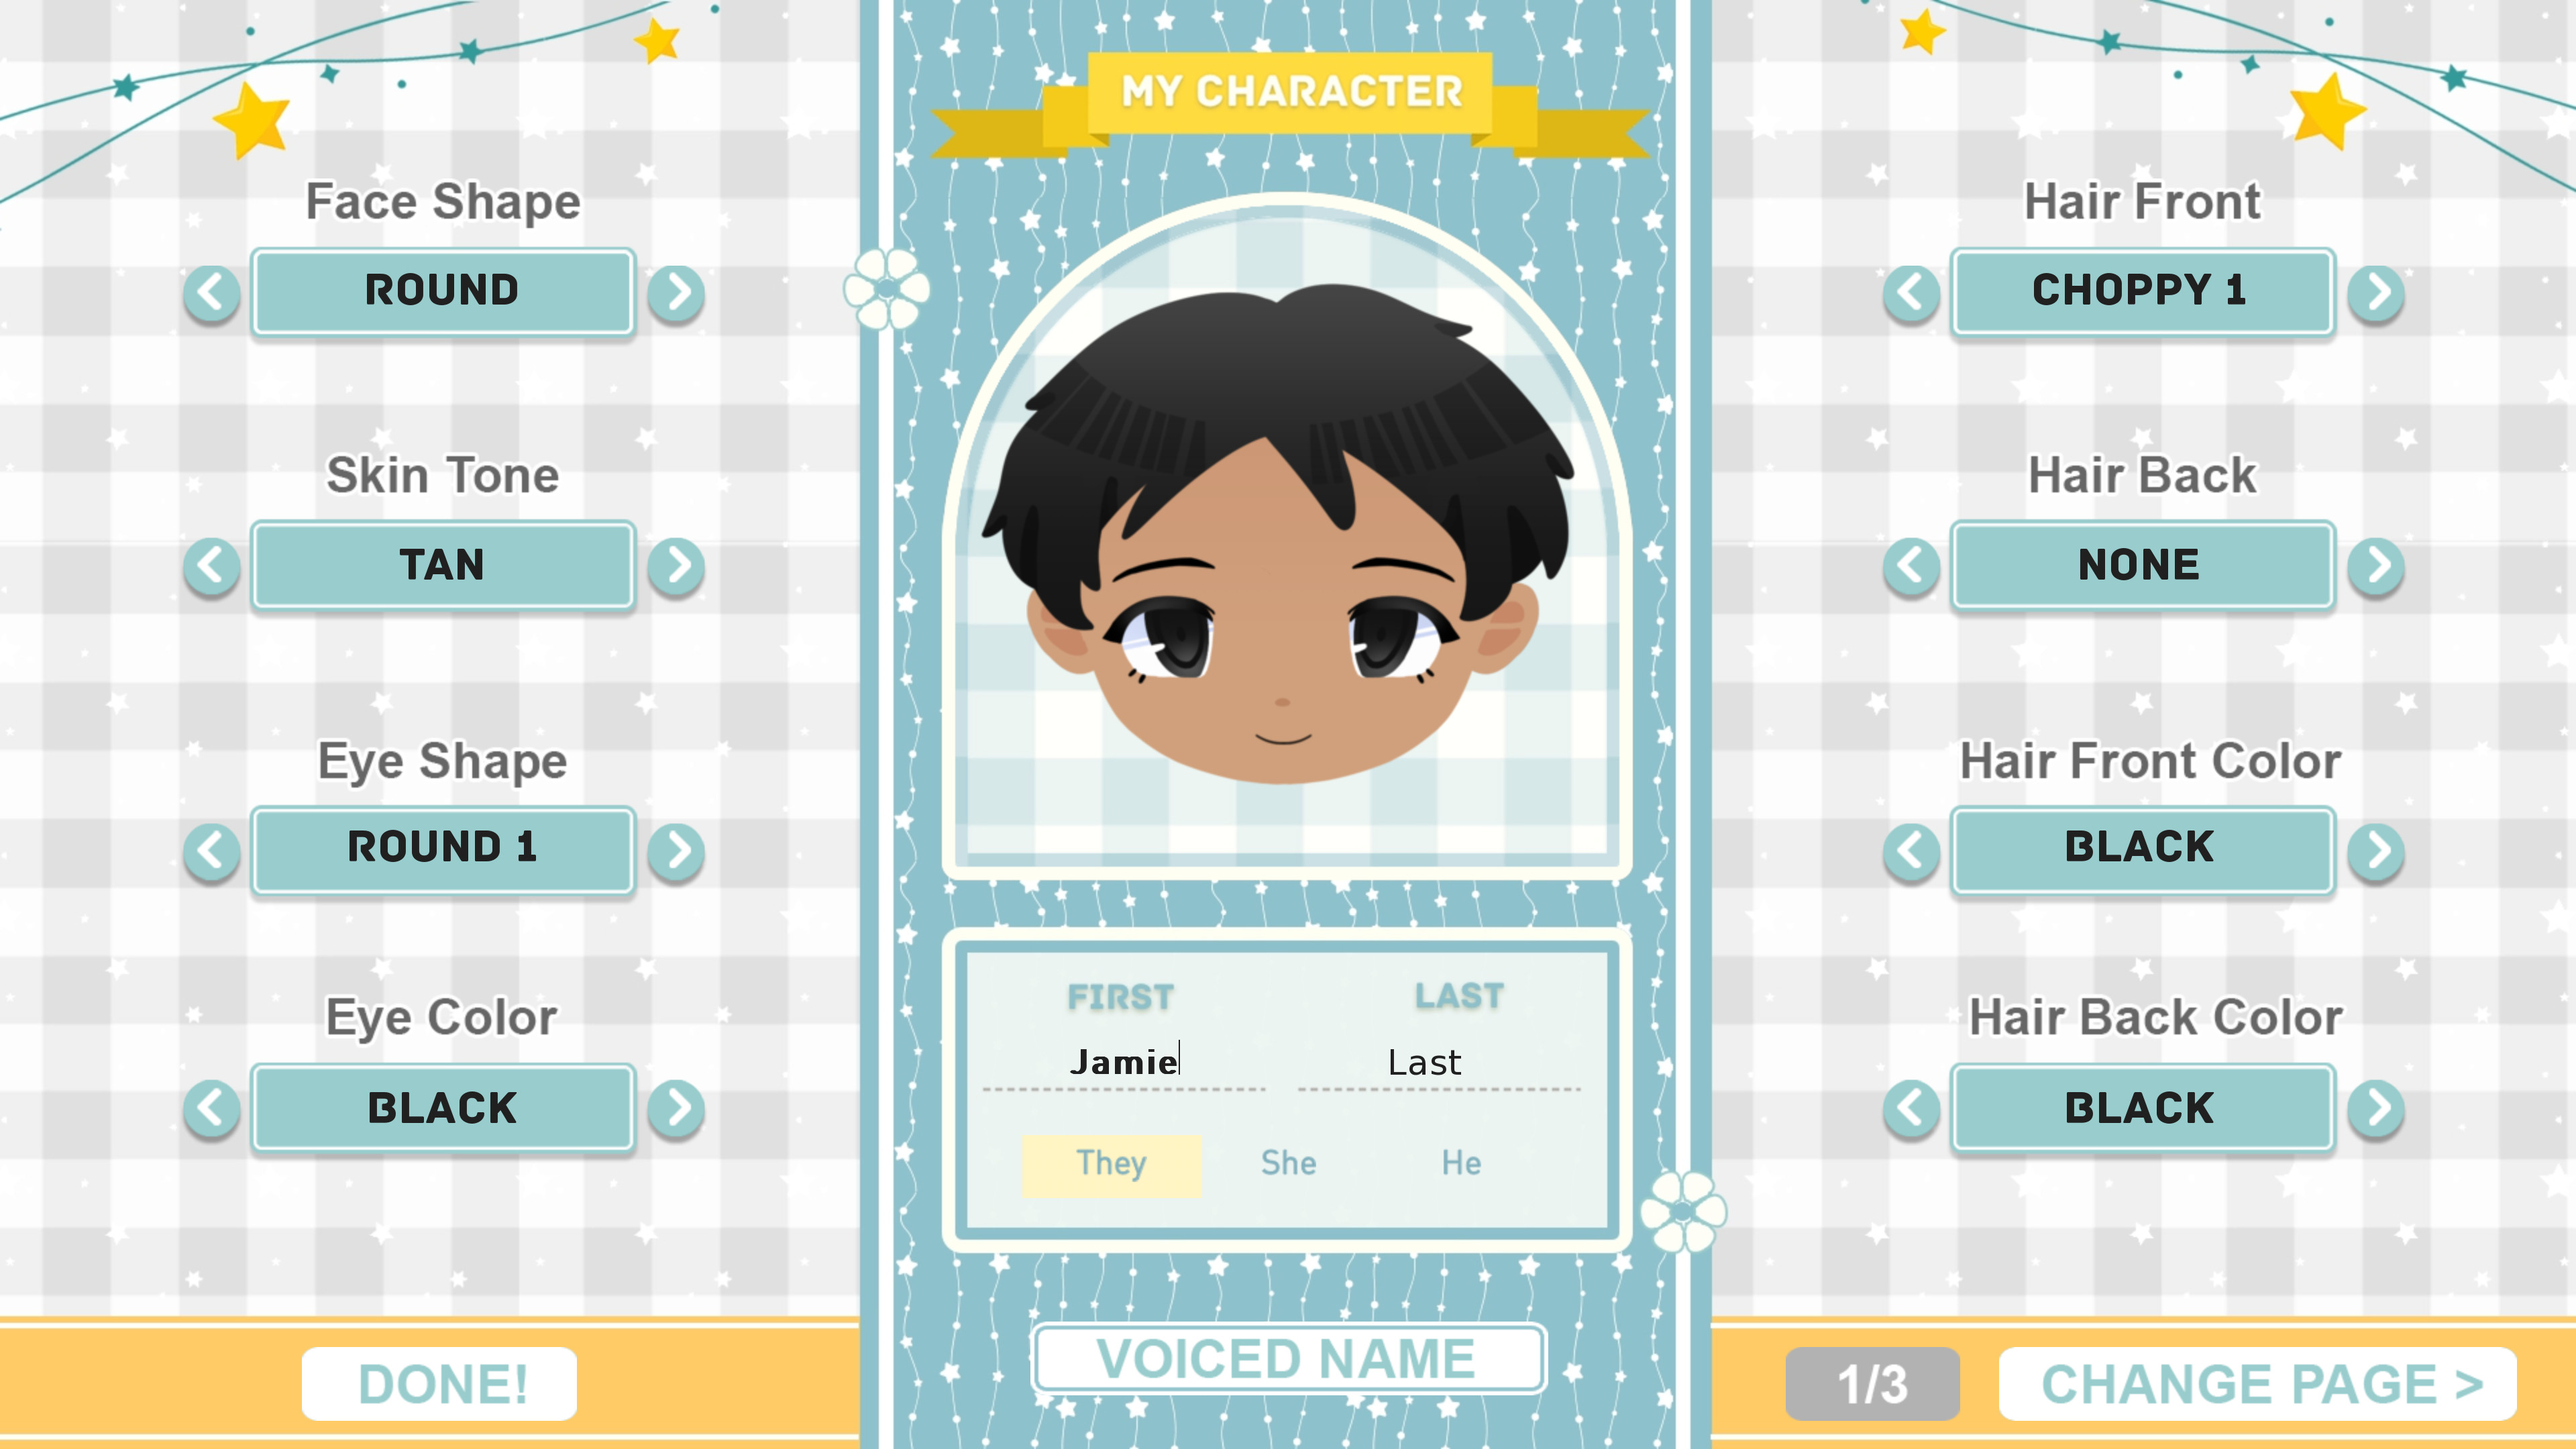 MY CHARACTER
Face Shape
ROUND
Skin Tone
TAN
Eye Shape
ROUND 1
Eye Color
BLACK
Hair Front
CHOPPY 1
Hair Back
NONE
Hair Front Color
BLACK
Hair Back Color
BLACK
FIRST LAST
Jamie Last
They She He
VOICED NAME
DONE!
1/3
CHANGE PAGE >